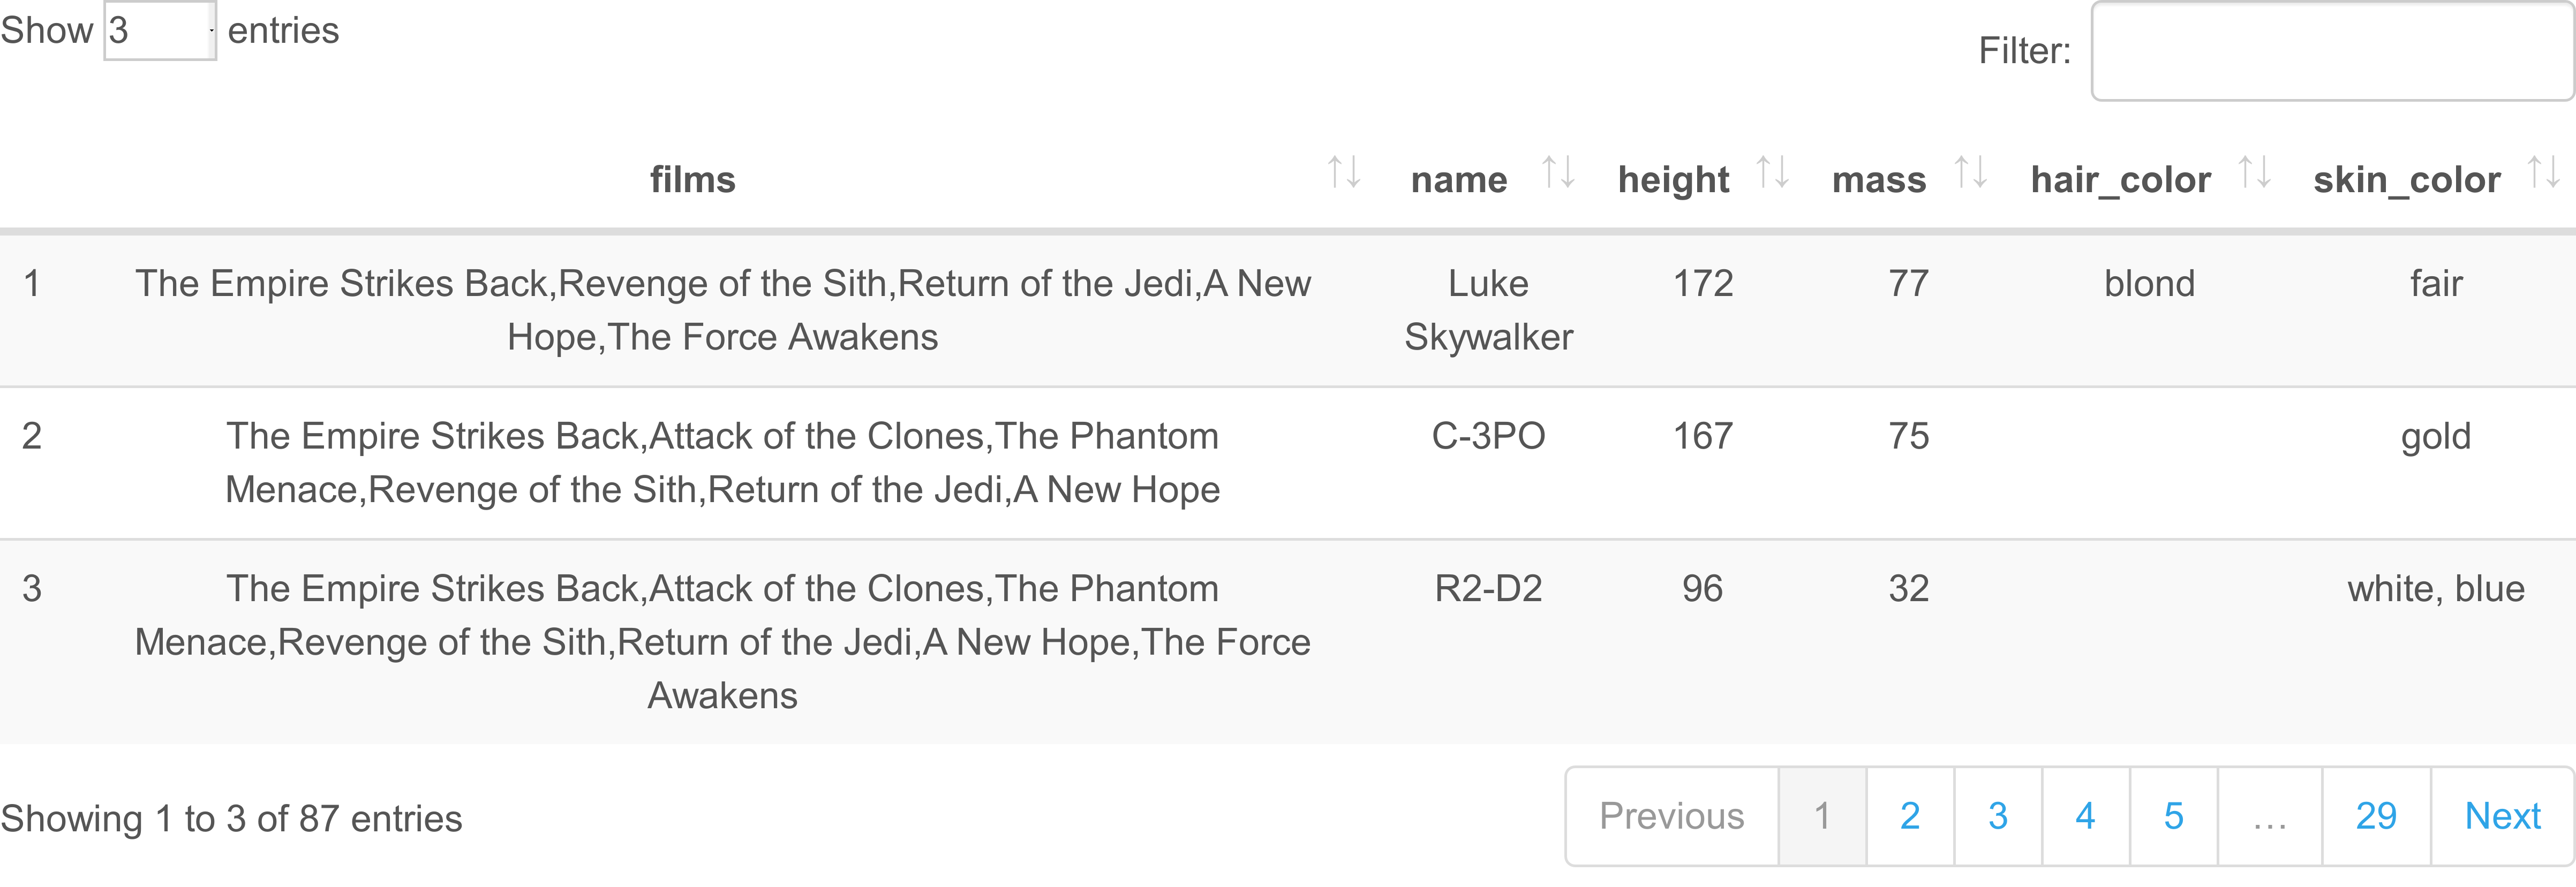 Show 3 entries
Filter:
films name height mass hair_color skin_color
1 The Empire Strikes Back,Revenge of the Sith,Return of the Jedi,A New Luke 172 77 blond fair
Hope,The Force Awakens Skywalker
2 The Empire Strikes Back,Attack of the Clones,The Phantom C-3PO 167 75 gold
Menace,Revenge of the Sith,Return of the Jedi,A New Hope
3 The Empire Strikes Back,Attack of the Clones,The Phantom R2-D2 96 32 white, blue
Menace,Revenge of the Sith,Return of the Jedi,A New Hope,The Force
Awakens
Showing 1 to 3 of 87 entries Previous 1 2 3 4 5 … 29 Next